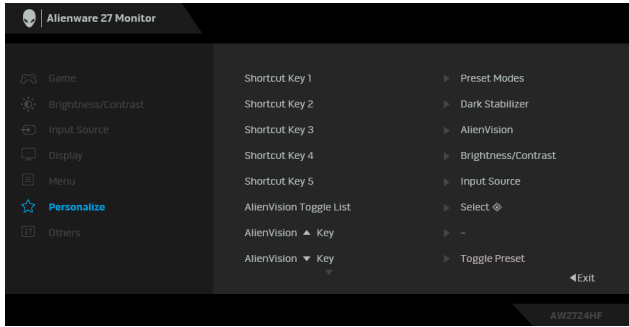 Alienware 27 Monitor
Game
Shortcut Key 1 Preset Modes
Brightness/Contrast
Shortcut Key 2 Dark Stabilizer
Input Source
Shortcut Key 3 AlienVision
Display
Shortcut Key 4 Brightness/Contrast
Menu
Shortcut Key 5 Input Source
Personalize
AlienVision Toggle List Select
Others
AlienVision ▲ Key –
AlienVision ▼ Key Toggle Preset
Exit
AW2724HF